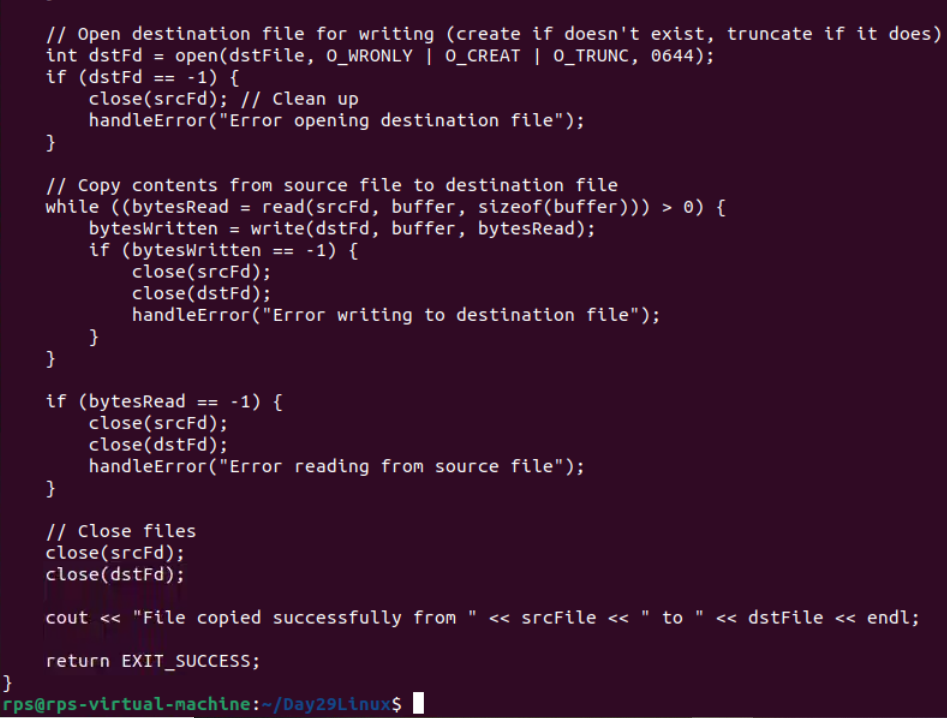 // Open destination file for writing (create if doesn't exist, truncate if it does)
    int dstFd = open(dstFile, O_WRONLY | O_CREAT | O_TRUNC, 0644);
    if (dstFd == -1) {
        close(srcFd); // Clean up
        handleError("Error opening destination file");
    }

    // Copy contents from source file to destination file
    while ((bytesRead = read(srcFd, buffer, sizeof(buffer))) > 0) {
        bytesWritten = write(dstFd, buffer, bytesRead);
        if (bytesWritten == -1) {
            close(srcFd);
            close(dstFd);
            handleError("Error writing to destination file");
        }
    }

    if (bytesRead == -1) {
        close(srcFd);
        close(dstFd);
        handleError("Error reading from source file");
    }

    // Close files
    close(srcFd);
    close(dstFd);

    cout << "File copied successfully from " << srcFile << " to " << dstFile << endl;

    return EXIT_SUCCESS;
}
rps@rps-virtual-machine:~/Day29Linux$